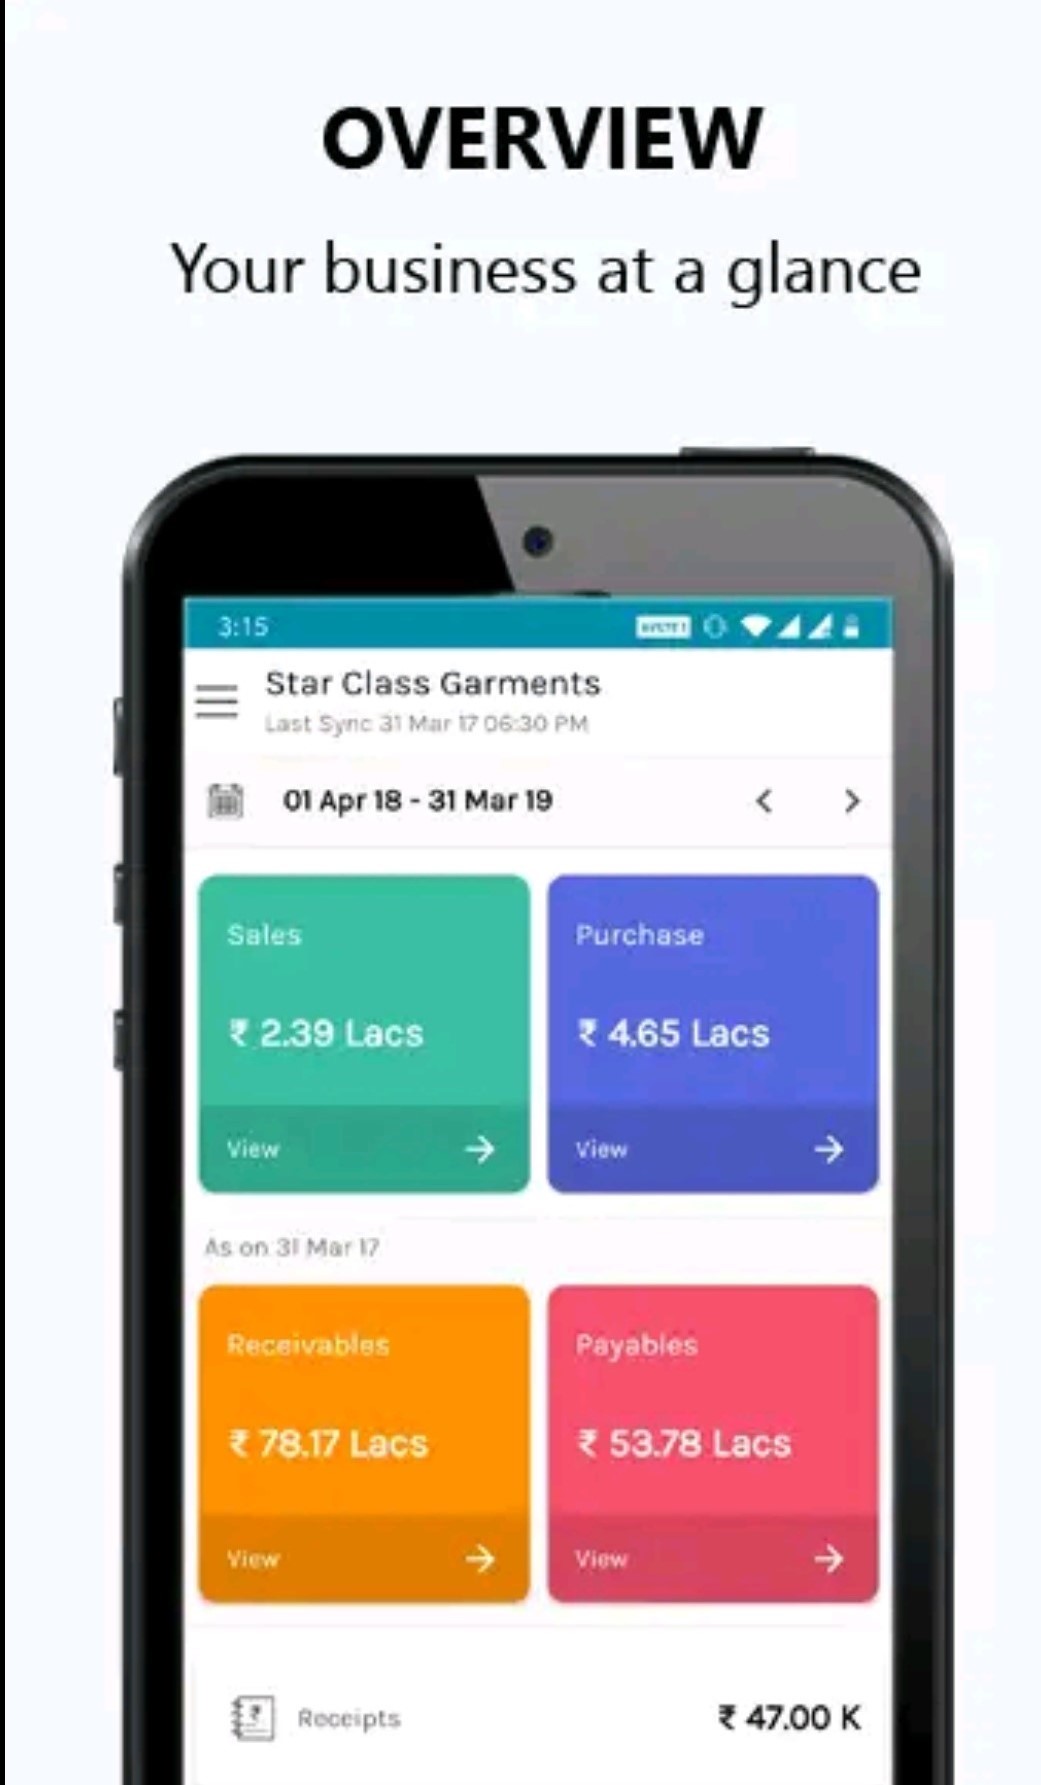 OVERVIEW
Your business at a glance
3:15
Star Class Garments
Last Sync 31 Mar 17 06:30 PM
01 Apr 18 - 31 Mar 19
Sales
Purchase
₹ 2.39 Lacs
₹ 4.65 Lacs
View
View
As on 31 Mar 17
Receivables
Payables
₹ 78.17 Lacs
₹ 53.78 Lacs
View
View
Receipts
₹ 47.00 K